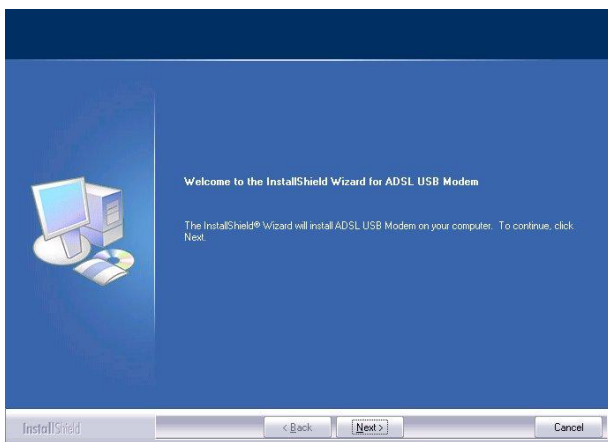 Welcome to the InstallShield Wizard for ADSL USB Modem
The InstallShield® Wizard will install ADSL USB Modem on your computer. To continue, click
Next.
InstallShield
< Back Next > Cancel